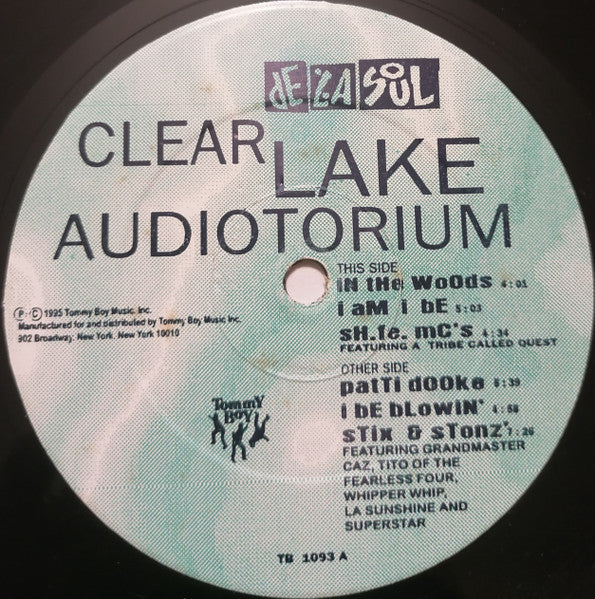 dE LA SOUL
CLEAR LAKE
AUDIOTORIUM
THIS SIDE
iN tHe WoOds 4:01
i aM i bE 5:03
sH.fe. mC's 4:34
FEATURING A TRIBE CALLED QUEST
OTHER SIDE
patTi dOOke 5:39
i bE bLowiN' 4:58
sTix & sTonz' 7:26
FEATURING GRANDMASTER
CAZ, TITO OF THE
FEARLESS FOUR,
WHIPPER WHIP,
LA SUNSHINE AND
SUPERSTAR
Ⓟ·© 1995 Tommy Boy Music, Inc.
Manufactured for and distributed by Tommy Boy Music Inc.
902 Broadway. New York. New York 10010
TommY
BoY
TB 1093 A